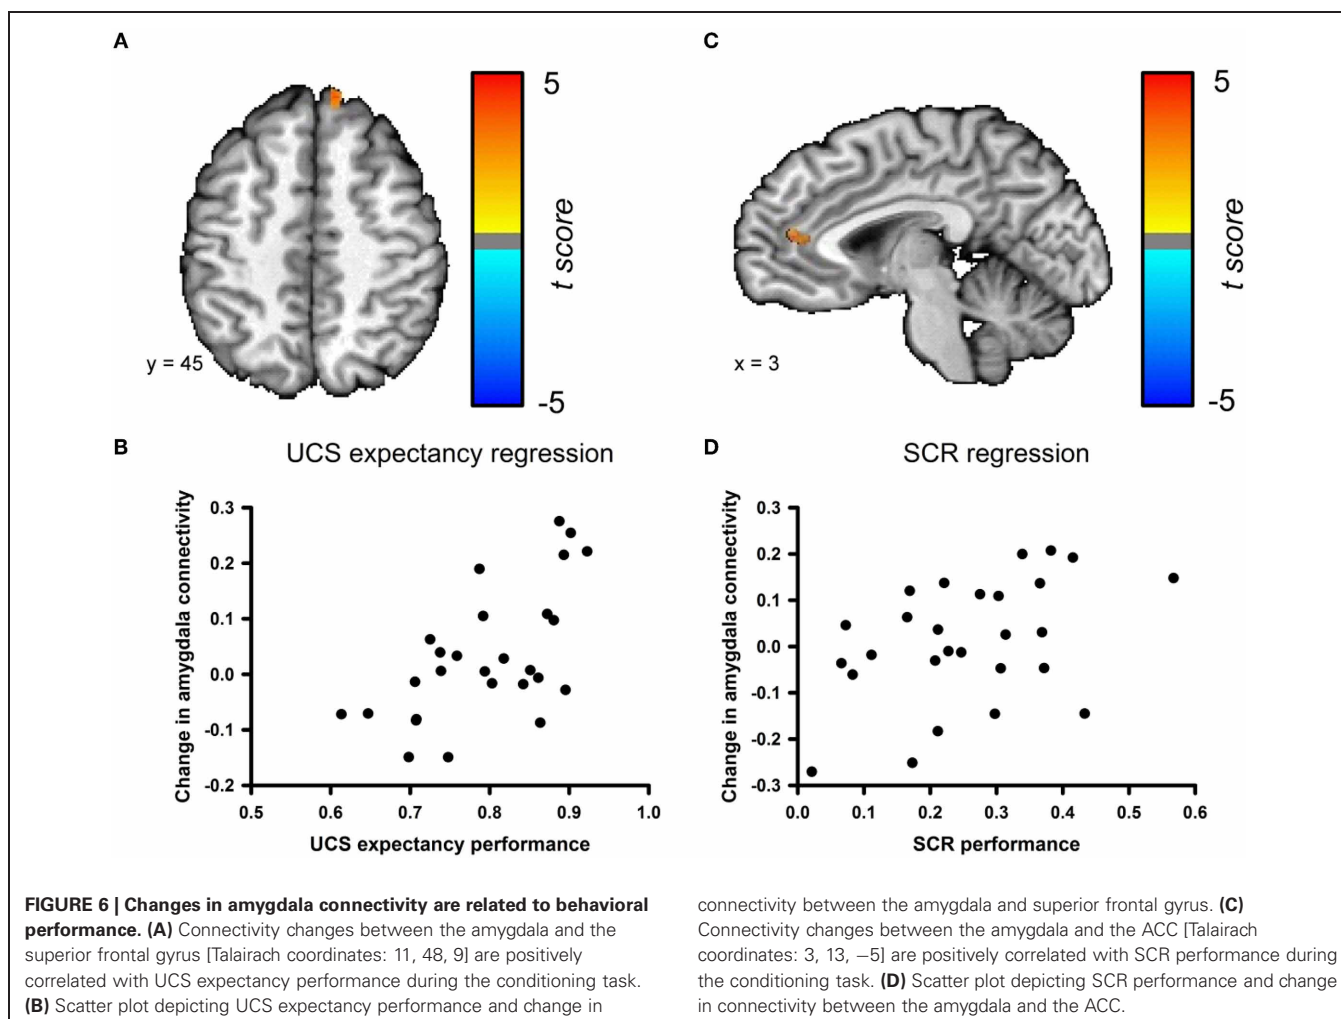 A
5
t score
-5
y = 45
C
5
t score
-5
x = 3
B
UCS expectancy regression
Change in amygdala connectivity
0.3
0.2
0.1
0.0
-0.1
-0.2
0.5 0.6 0.7 0.8 0.9 1.0
UCS expectancy performance
D
SCR regression
Change in amygdala connectivity
0.3
0.2
0.1
0.0
-0.1
-0.2
-0.3
0.0 0.1 0.2 0.3 0.4 0.5 0.6
SCR performance
FIGURE 6 | Changes in amygdala connectivity are related to behavioral
performance. (A) Connectivity changes between the amygdala and the
superior frontal gyrus [Talairach coordinates: 11, 48, 9] are positively
correlated with UCS expectancy performance during the conditioning task.
(B) Scatter plot depicting UCS expectancy performance and change in
connectivity between the amygdala and superior frontal gyrus. (C)
Connectivity changes between the amygdala and the ACC [Talairach
coordinates: 3, 13, −5] are positively correlated with SCR performance during
the conditioning task. (D) Scatter plot depicting SCR performance and change
in connectivity between the amygdala and the ACC.